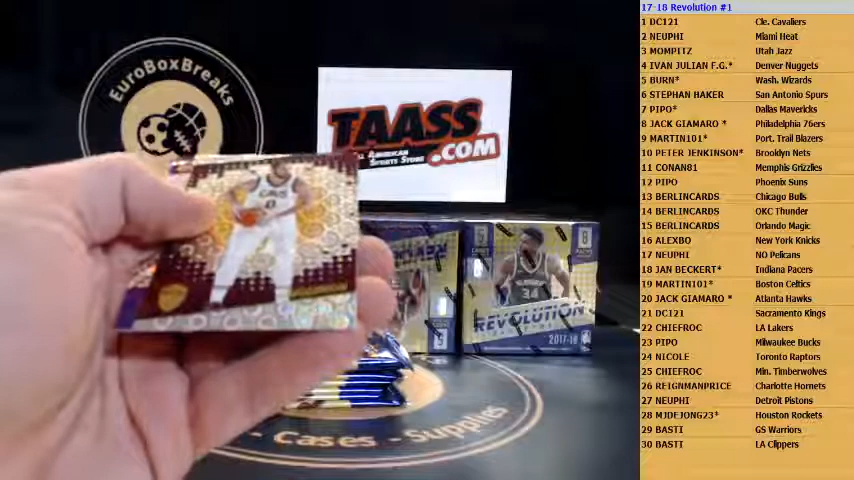 EuroBoxBreaks
TAASS
All American
Sports Store
.COM
0
34
REVOLUTION
2017-18
8
- Cases - Supplies
17-18 Revolution #1
1 DC121 Cle. Cavaliers
2 NEUPHI Miami Heat
3 MOMPITZ Utah Jazz
4 IVAN JULIAN F.G.* Denver Nuggets
5 BURN* Wash. Wizards
6 STEPHAN HAKER San Antonio Spurs
7 PIPO* Dallas Mavericks
8 JACK GIAMARO * Philadelphia 76ers
9 MARTIN101* Port. Trail Blazers
10 PETER JENKINSON* Brooklyn Nets
11 CONAN81 Memphis Grizzlies
12 PIPO Phoenix Suns
13 BERLINCARDS Chicago Bulls
14 BERLINCARDS OKC Thunder
15 BERLINCARDS Orlando Magic
16 ALEXBO New York Knicks
17 NEUPHI NO Pelicans
18 JAN BECKERT* Indiana Pacers
19 MARTIN101* Boston Celtics
20 JACK GIAMARO * Atlanta Hawks
21 DC121 Sacramento Kings
22 CHIEFROC LA Lakers
23 PIPO Milwaukee Bucks
24 NICOLE Toronto Raptors
25 CHIEFROC Min. Timberwolves
26 REIGNMANPRICE Charlotte Hornets
27 NEUPHI Detroit Pistons
28 MJDEJONG23* Houston Rockets
29 BASTI GS Warriors
30 BASTI LA Clippers